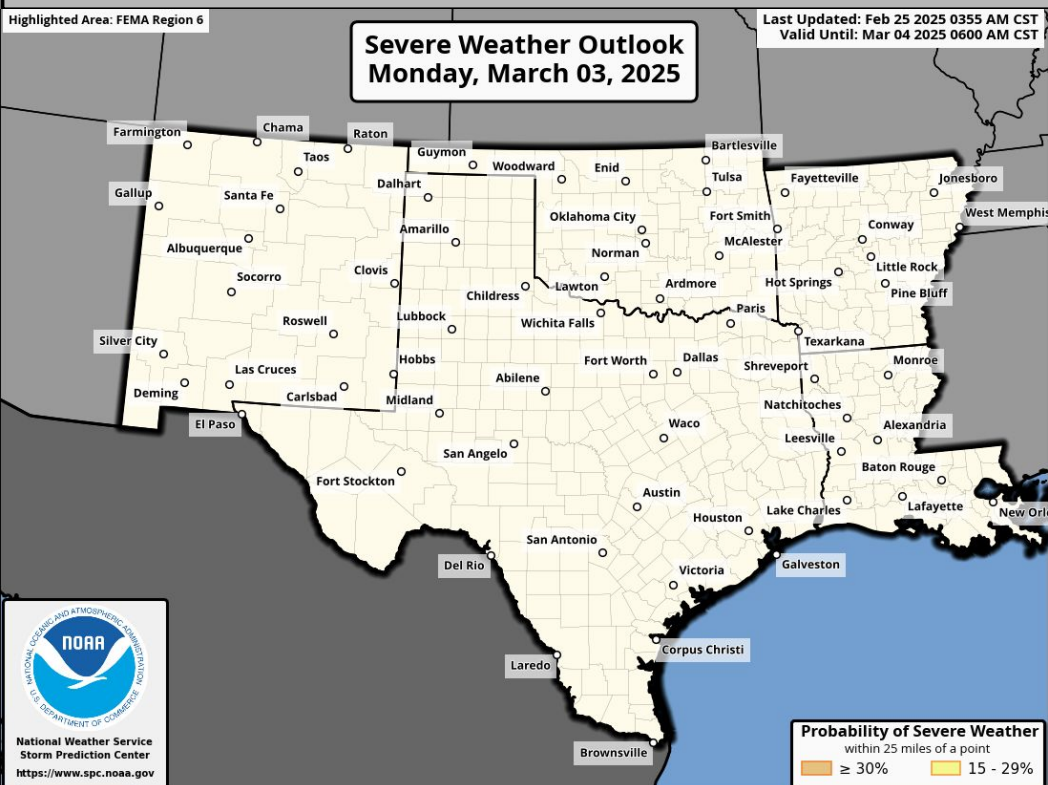 Highlighted Area: FEMA Region 6
Severe Weather Outlook
Monday, March 03, 2025
Last Updated: Feb 25 2025 0355 AM CST
Valid Until: Mar 04 2025 0600 AM CST
Farmington
Chama
Raton
Taos
Guymon
Woodward
Enid
Bartlesville
Tulsa
Fayetteville
Jonesboro
Gallup
Santa Fe
Dalhart
Amarillo
Oklahoma City
Fort Smith
West Memphis
Conway
Albuquerque
Norman
McAlester
Socorro
Clovis
Little Rock
Childress
Lawton
Ardmore
Hot Springs
Pine Bluff
Roswell
Lubbock
Wichita Falls
Paris
Texarkana
Silver City
Hobbs
Fort Worth
Dallas
Shreveport
Monroe
Las Cruces
Deming
Carlsbad
Midland
Abilene
Natchitoches
El Paso
Waco
Alexandria
Leesville
San Angelo
Fort Stockton
Baton Rouge
Austin
Houston
Lake Charles
Lafayette
New Orl
San Antonio
Del Rio
Victoria
Galveston
Laredo
Corpus Christi
Brownsville
NATIONAL OCEANIC AND ATMOSPHERIC ADMINISTRATION
NOAA
U.S. DEPARTMENT OF COMMERCE
National Weather Service
Storm Prediction Center
https://www.spc.noaa.gov
Probability of Severe Weather
within 25 miles of a point
≥ 30%
15 - 29%